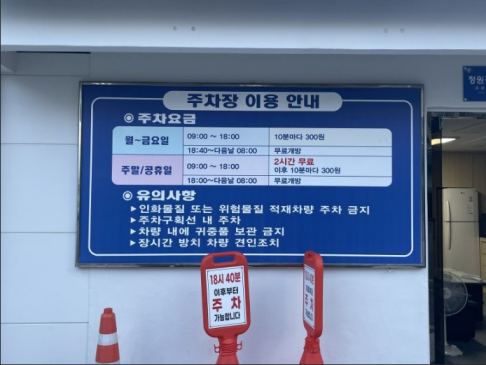 주차장 이용 안내
◉ 주차요금
월~금요일 09:00 ~ 18:00 10분마다 300원
18:40~다음날 08:00 무료개방
주말/공휴일 09:00 ~ 18:00 2시간 무료
이후 10분마다 300원
18:00~다음날 08:00 무료개방
◉ 유의사항
▶인화물질 또는 위험물질 적재차량 주차 금지
▶주차구획선 내 주차
▶차량 내에 귀중품 보관 금지
▶장시간 방치 차량 견인조치
18시 40분
이후부터
주 차
가능합니다